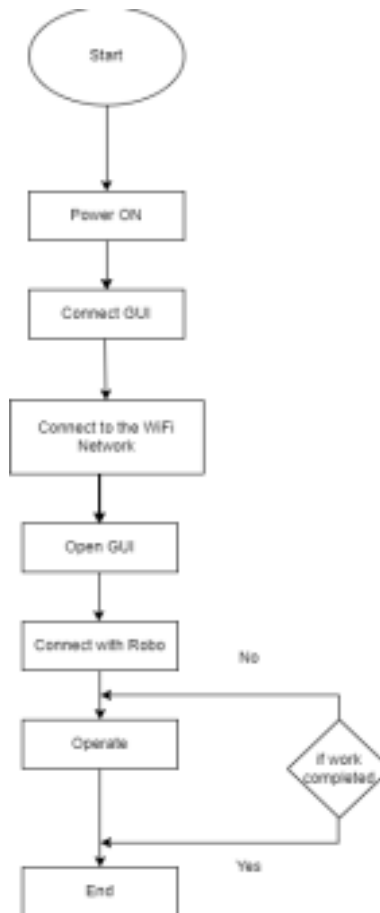 Start
Power ON
Connect GUI
Connect to the WiFi
Network
Open GUI
Connect with Robo
No
Operate
if work
completed
Yes
End